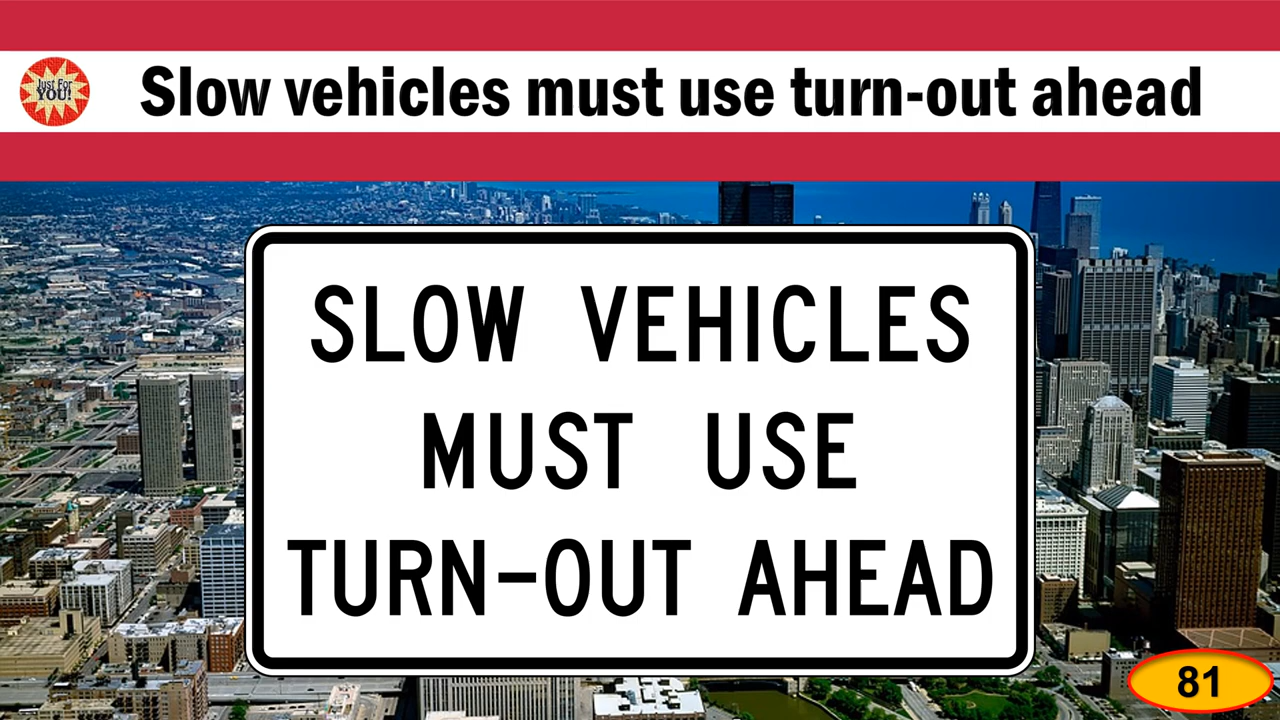 Just For
YOU!
Slow vehicles must use turn-out ahead
SLOW VEHICLES
MUST USE
TURN-OUT AHEAD
81